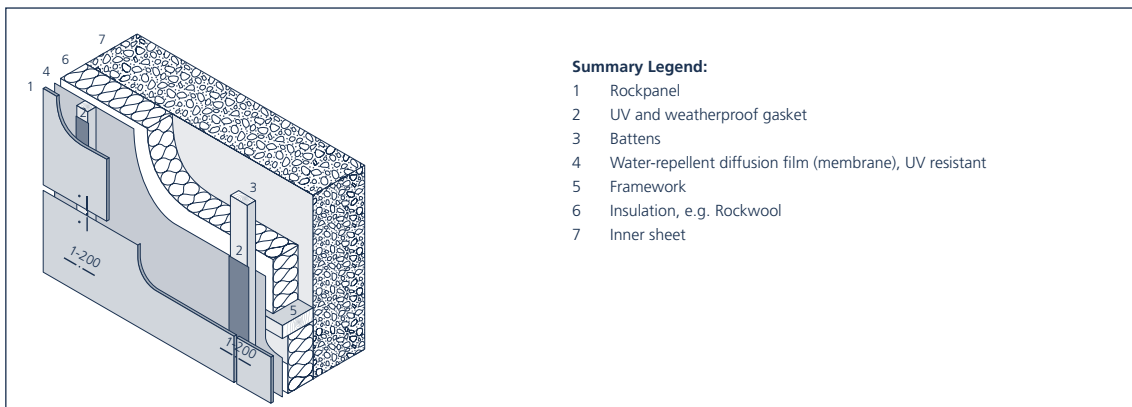 7
6
4
1
2
3
2
5
1-200
1-200
Summary Legend:
1 Rockpanel
2 UV and weatherproof gasket
3 Battens
4 Water-repellent diffusion film (membrane), UV resistant
5 Framework
6 Insulation, e.g. Rockwool
7 Inner sheet